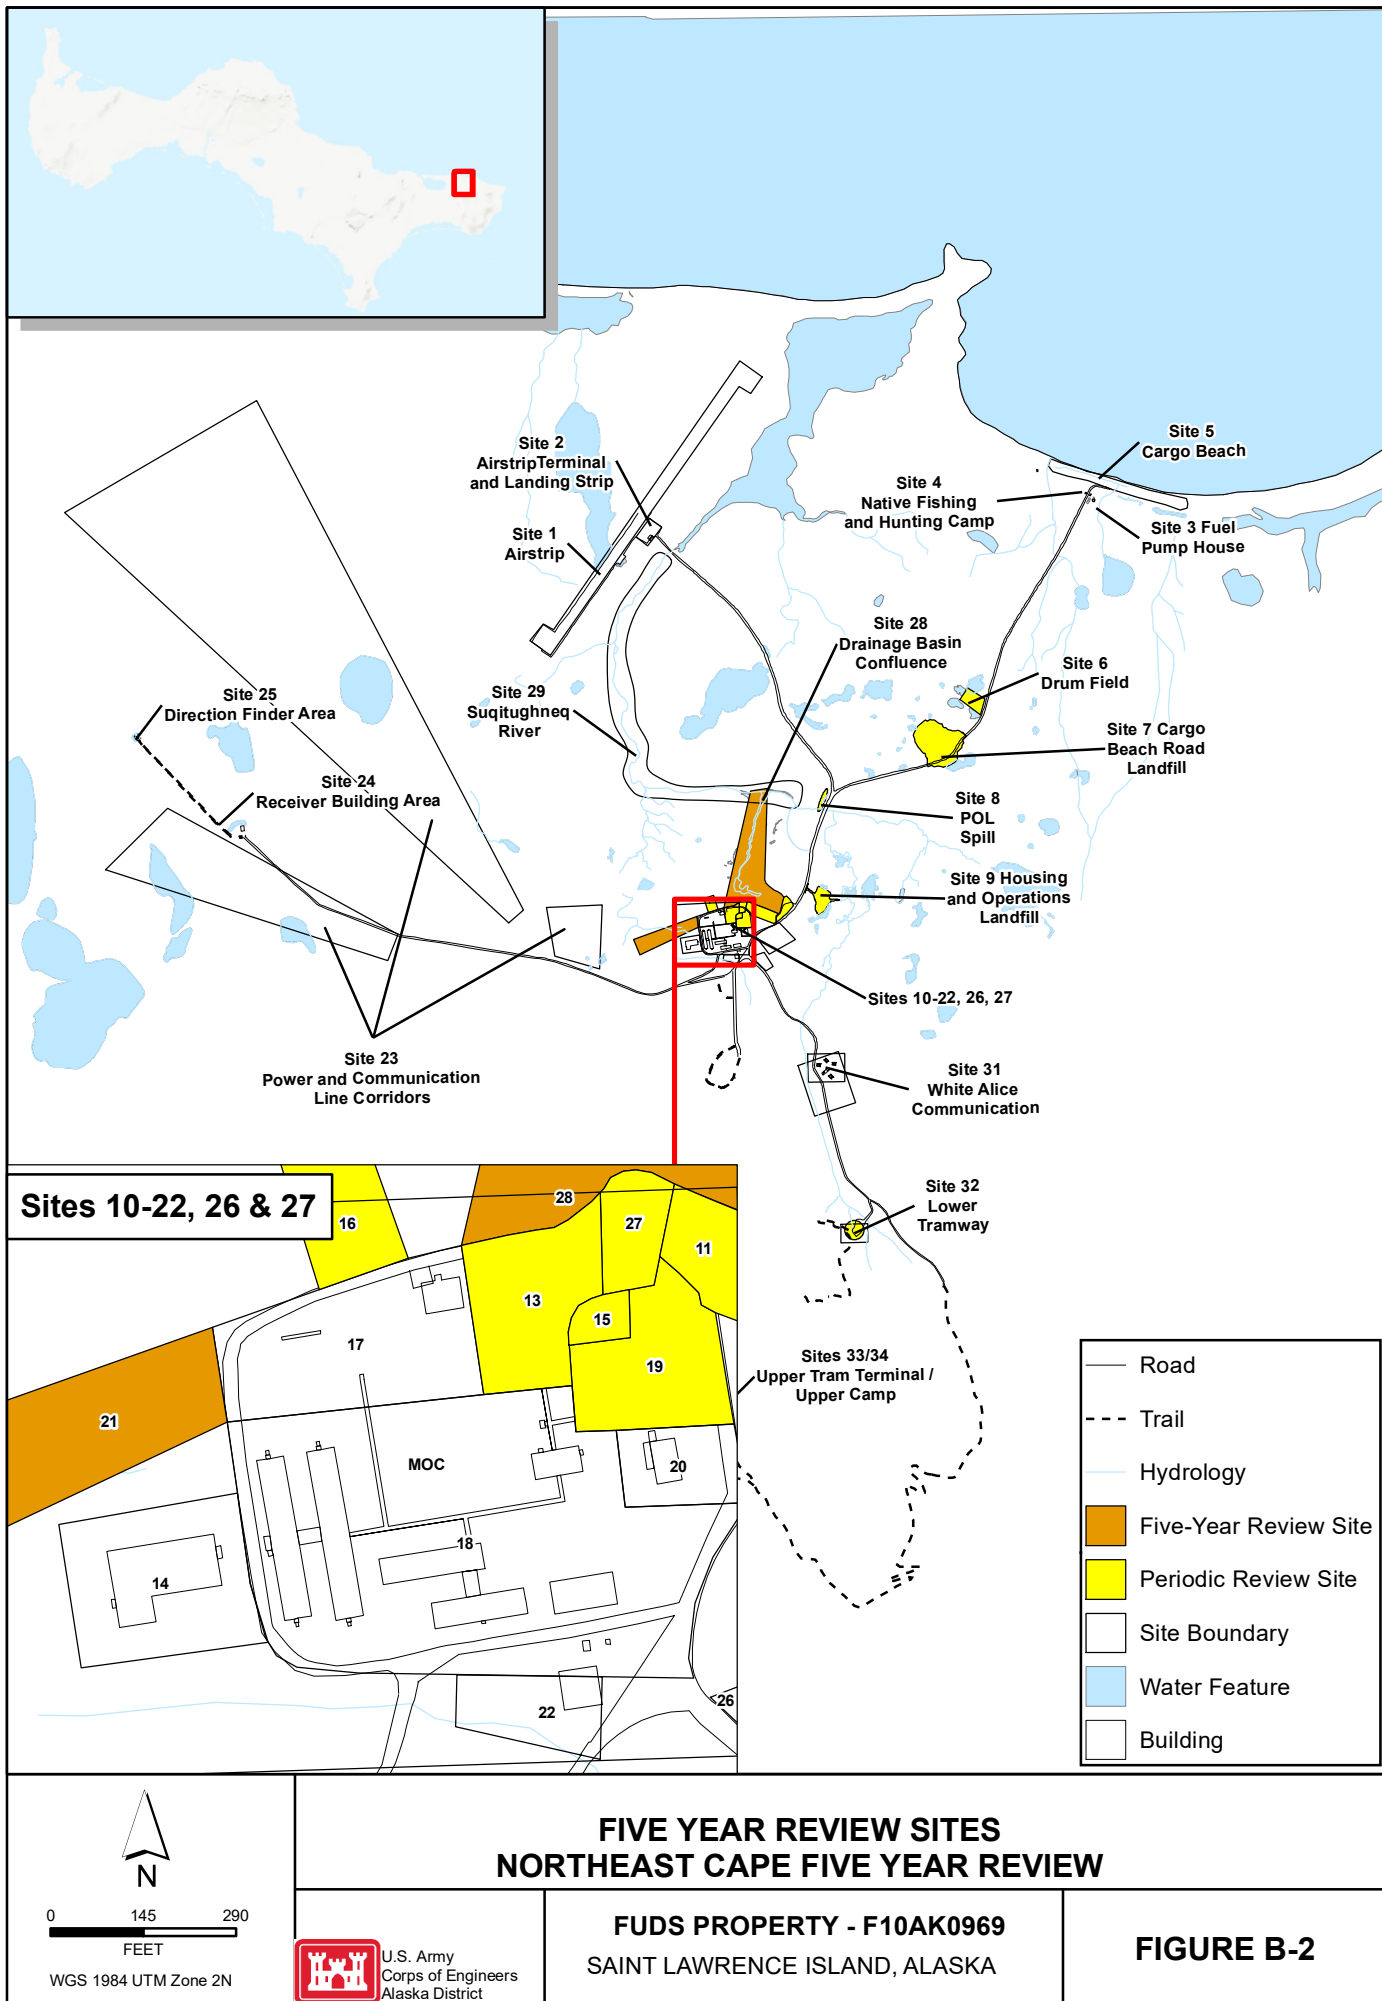 Site 2
AirstripTerminal
and Landing Strip
Site 1
Airstrip
Site 5
Cargo Beach
Site 4
Native Fishing
and Hunting Camp
Site 3 Fuel
Pump House
Site 28
Drainage Basin
Confluence
Site 6
Drum Field
Site 29
Suqitughneq
River
Site 25
Direction Finder Area
Site 7 Cargo
Beach Road
Landfill
Site 24
Receiver Building Area
Site 8
POL
Spill
Site 9 Housing
and Operations
Landfill
Sites 10-22, 26, 27
Site 23
Power and Communication
Line Corridors
Site 31
White Alice
Communication
Site 32
Lower
Tramway
Sites 33/34
Upper Tram Terminal /
Upper Camp
Sites 10-22, 26 & 27
16
28
27
11
13
15
17
19
21
MOC
20
18
14
22
26
Road
Trail
Hydrology
Five-Year Review Site
Periodic Review Site
Site Boundary
Water Feature
Building
N
0 145 290
FEET
WGS 1984 UTM Zone 2N
FIVE YEAR REVIEW SITES
NORTHEAST CAPE FIVE YEAR REVIEW
U.S. Army
Corps of Engineers
Alaska District
FUDS PROPERTY - F10AK0969
SAINT LAWRENCE ISLAND, ALASKA
FIGURE B-2